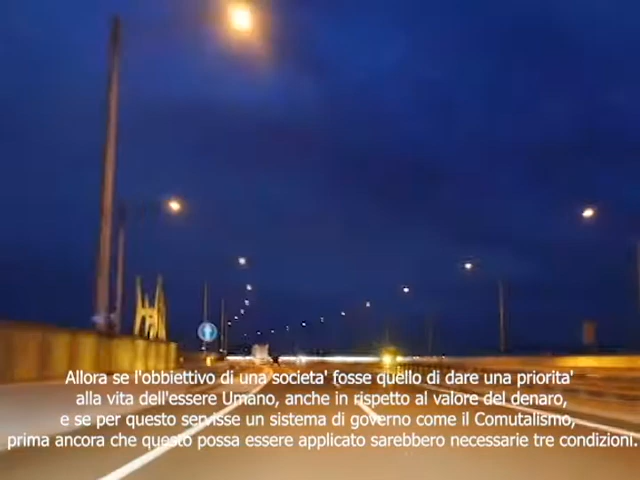 Allora se l'obbiettivo di una societa' fosse quello di dare una priorita'
alla vita dell'essere Umano, anche in rispetto al valore del denaro,
e se per questo servisse un sistema di governo come il Comutalismo,
prima ancora che questo possa essere applicato sarebbero necessarie tre condizioni.